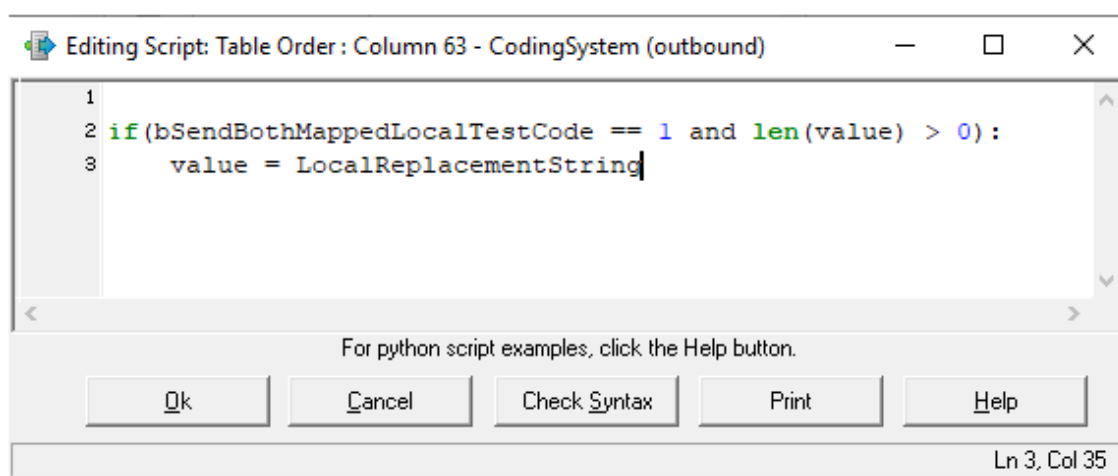 Editing Script: Table Order : Column 63 - CodingSystem (outbound)
1
2 if(bSendBothMappedLocalTestCode == 1 and len(value) > 0):
3     value = LocalReplacementString
For python script examples, click the Help button.
Ok Cancel Check Syntax Print Help
Ln 3, Col 35